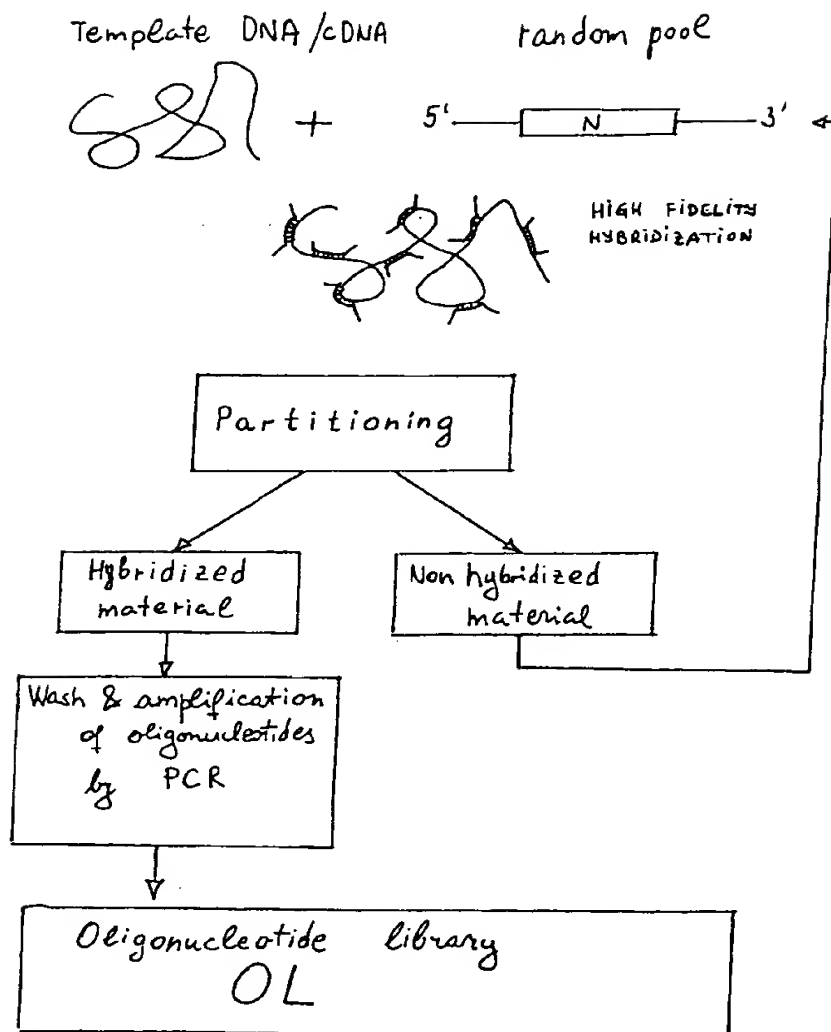 Template DNA/cDNA random pool
+
5' N 3'
HIGH FIDELITY
HYBRIDIZATION
Partitioning
Hybridized
material
Non hybridized
material
Wash & amplification
of oligonucleotides
by PCR
Oligonucleotide library
OL